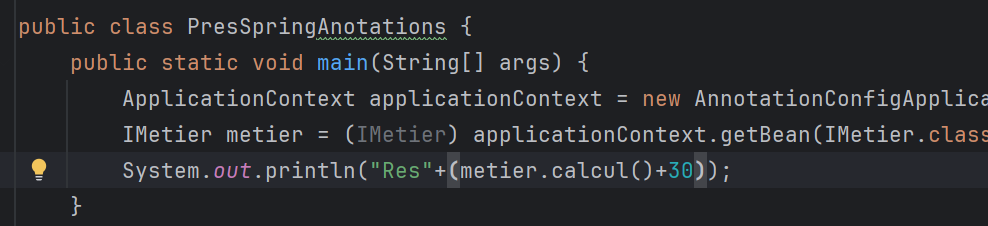 public class PresSpringAnotations {
public static void main(String[] args) {
ApplicationContext applicationContext = new AnnotationConfigApplica
IMetier metier = (IMetier) applicationContext.getBean(IMetier.class
System.out.println("Res"+(metier.calcul()+30));
}